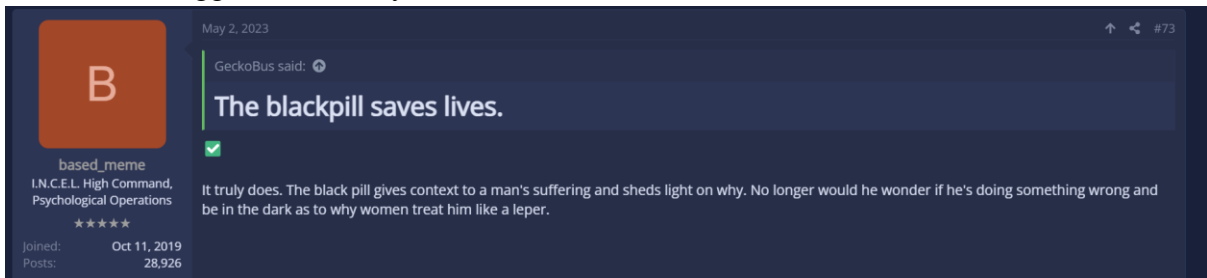 May 2, 2023
#73
B
GeckoBus said:
The blackpill saves lives.
based_meme
I.N.C.E.L. High Command,
Psychological Operations
Joined: Oct 11, 2019
Posts: 28,926
It truly does. The black pill gives context to a man's suffering and sheds light on why. No longer would he wonder if he's doing something wrong and
be in the dark as to why women treat him like a leper.